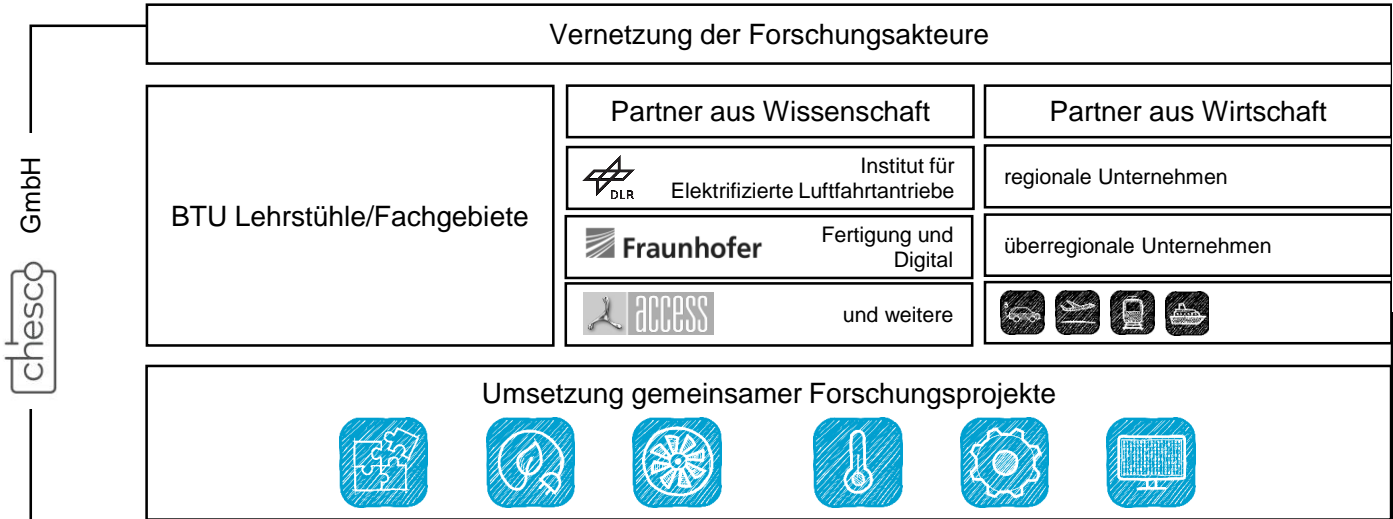 Vernetzung der Forschungsakteure
GmbH
chesco
BTU Lehrstühle/Fachgebiete
Partner aus Wissenschaft
DLR
Institut für
Elektrifizierte Luftfahrtantriebe
Fraunhofer
Fertigung und
Digital
access
und weitere
Partner aus Wirtschaft
regionale Unternehmen
überregionale Unternehmen
Umsetzung gemeinsamer Forschungsprojekte